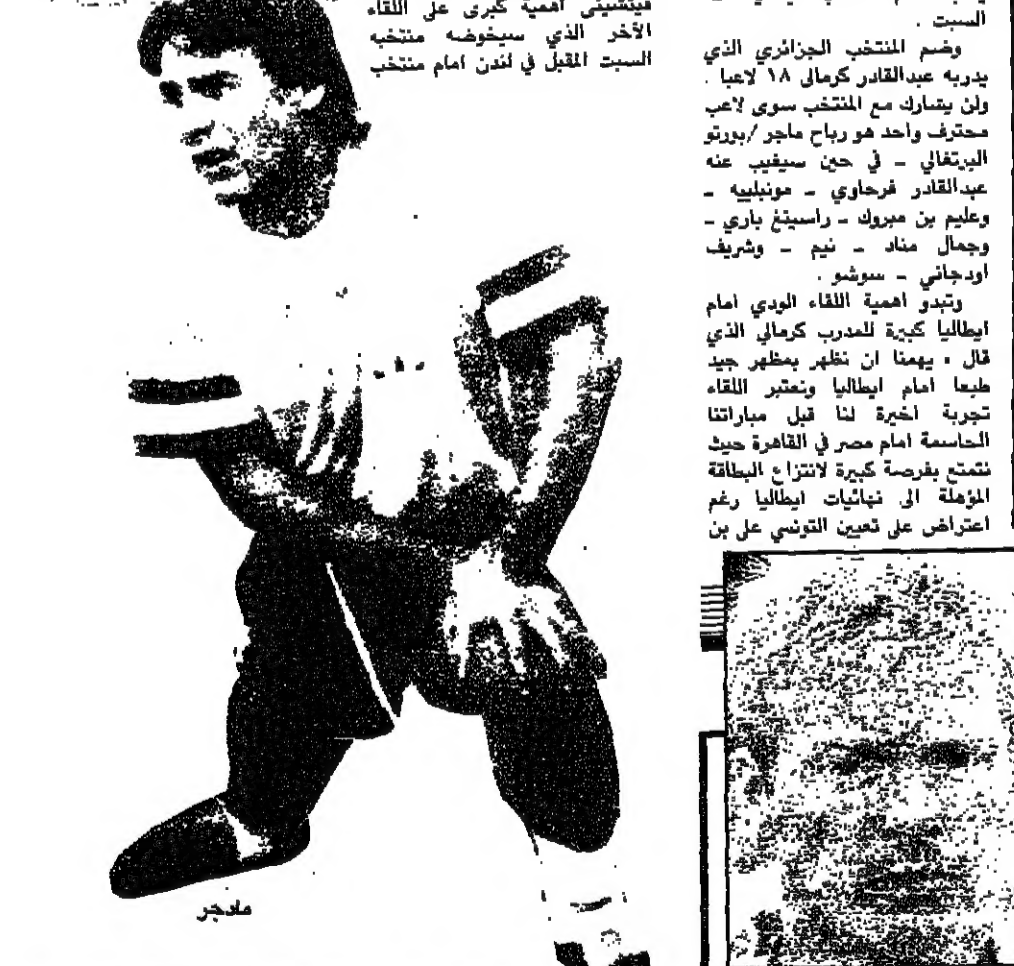 السبت .
وضم المنتخب الجزائري الذي
يدربه عبدالقادر كرمالي ١٨ لاعبا .
ولن يشارك مع المنتخب سوى لاعب
محترف واحد هو رباح ماجر / بورتو
البرتغالي ـ في حين سيغيب عنه
عبدالقادر فرحاوي ـ مونبلييه ـ
وعليم بن مبروك ـ راسينغ باري ـ
وجمال مناد ـ نيم ـ وشريف
اودجاني ـ سوشو .
وتبدو اهمية اللقاء الودي امام
ايطاليا كبيرة للمدرب كرمالي الذي
قال « يهمنا ان نظهر بمظهر جيد
طبعا امام ايطاليا ونعتبر اللقاء
تجربة اخيرة لنا قبل مباراتنا
الحاسمة امام مصر في القاهرة حيث
نتمتع بفرصة كبيرة لانتزاع البطاقة
المؤهلة الى نهائيات ايطاليا رغم
اعتراض على تعيين التونسي علي بن
فيتشيني اهمية كبرى على اللقاء
الآخر الذي سيخوضه منتخبه
السبت المقبل في لندن امام منتخب
مادجر